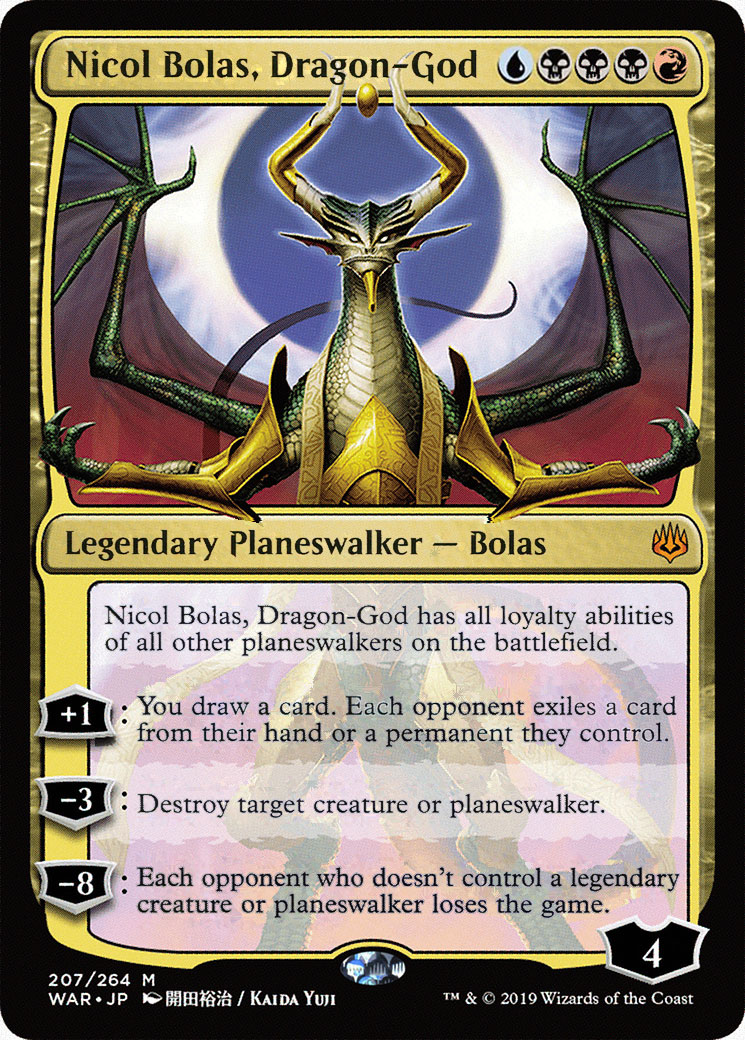 Nicol Bolas, Dragon-God
Legendary Planeswalker — Bolas
Nicol Bolas, Dragon-God has all loyalty abilities
of all other planeswalkers on the battlefield.
+1: You draw a card. Each opponent exiles a card
from their hand or a permanent they control.
−3: Destroy target creature or planeswalker.
−8: Each opponent who doesn't control a legendary
creature or planeswalker loses the game.
4
207/264 M
WAR • JP 開田裕治 / Kaida Yuji
™ & © 2019 Wizards of the Coast